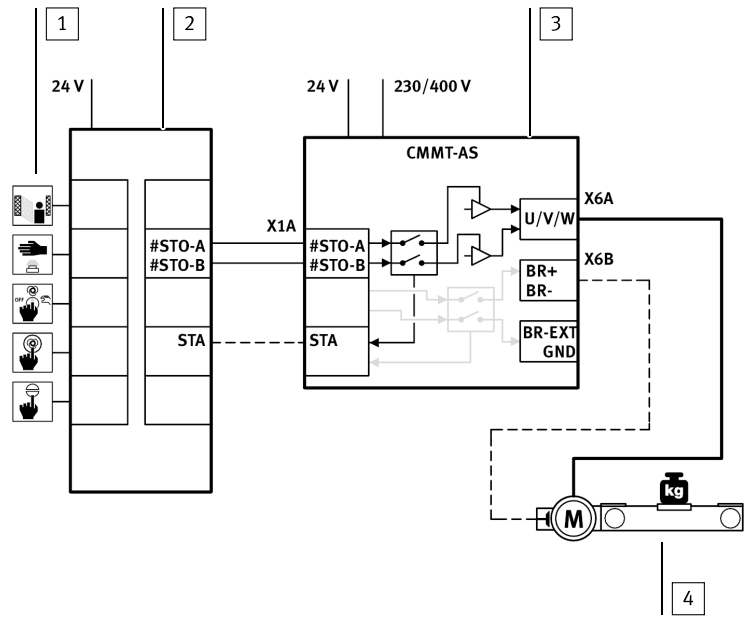 1
2
3
24 V
24 V
230/400 V
CMMT-AS
X1A
X6A
#STO-A
#STO-B
#STO-A
#STO-B
U/V/W
X6B
BR+
BR-
OFF
STA
STA
BR-EXT
GND
kg
M
4